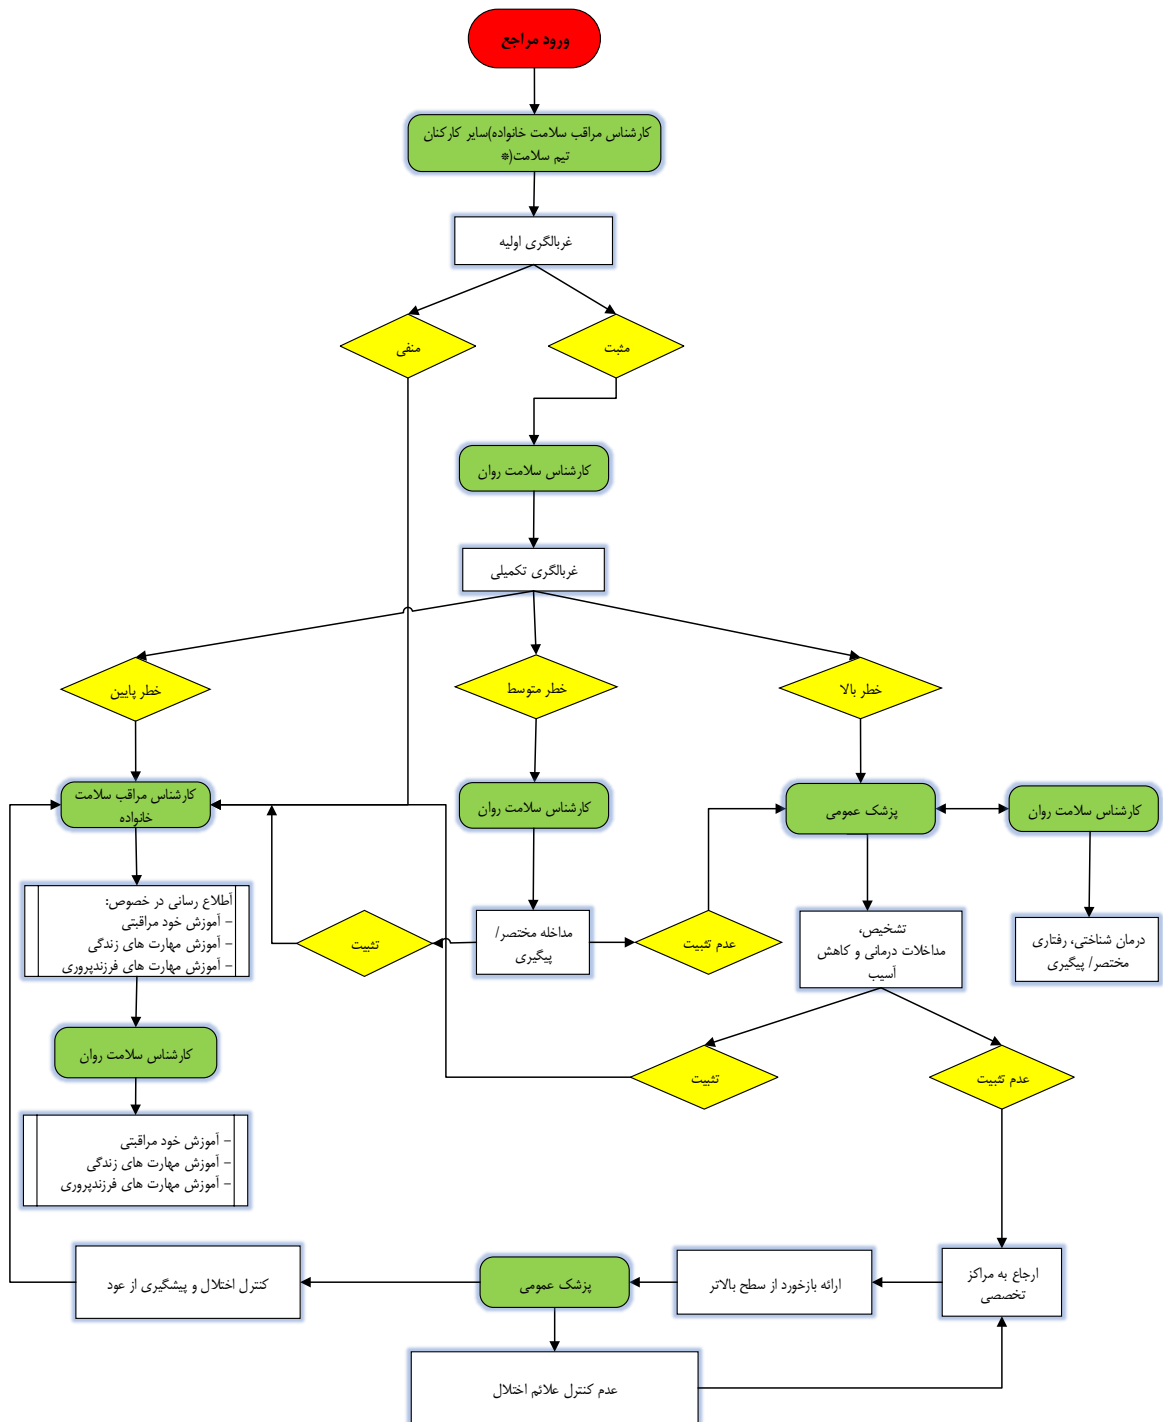 ورود مراجع
کارشناس مراقب سلامت خانواده)سایر کارکنان
تیم سلامت(*
غربالگری اولیه
مثبت
منفی
کارشناس سلامت روان
غربالگری تکمیلی
خطر بالا
خطر متوسط
خطر پایین
کارشناس سلامت روان
پزشک عمومی
کارشناس سلامت روان
کارشناس مراقب سلامت
خانواده
درمان شناختی، رفتاری
مختصر/ پیگیری
تشخیص،
مداخلات درمانی و کاهش
آسیب
عدم تثبیت
مداخله مختصر/
پیگیری
تثبیت
اطلاع رسانی در خصوص:
- آموزش خود مراقبتی
- آموزش مهارت های زندگی
- آموزش مهارت های فرزندپروری
عدم تثبیت
تثبیت
کارشناس سلامت روان
- آموزش خود مراقبتی
- آموزش مهارت های زندگی
- آموزش مهارت های فرزندپروری
ارجاع به مراکز
تخصصی
ارائه بازخورد از سطح بالاتر
پزشک عمومی
کنترل اختلال و پیشگیری از عود
عدم کنترل علائم اختلال